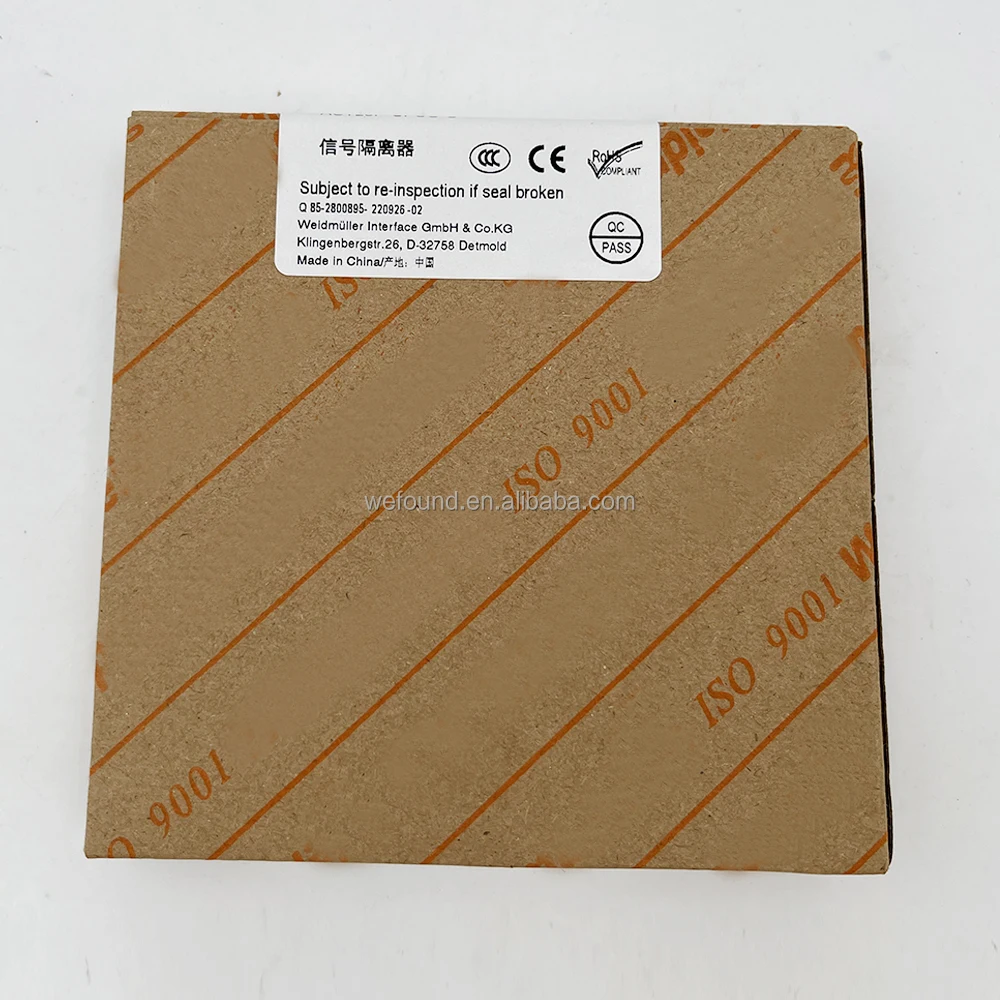 信号隔离器
CCC CE RoHS COMPLIANT
Subject to re-inspection if seal broken
Q 85-2800895- 220926 -02
Weidmüller Interface GmbH & Co.KG
Klingenbergstr.26, D-32758 Detmold
Made in China/产地：中国
QC
PASS
ISO 9001
wefound.en.alibaba.com
ISO 9001
9001